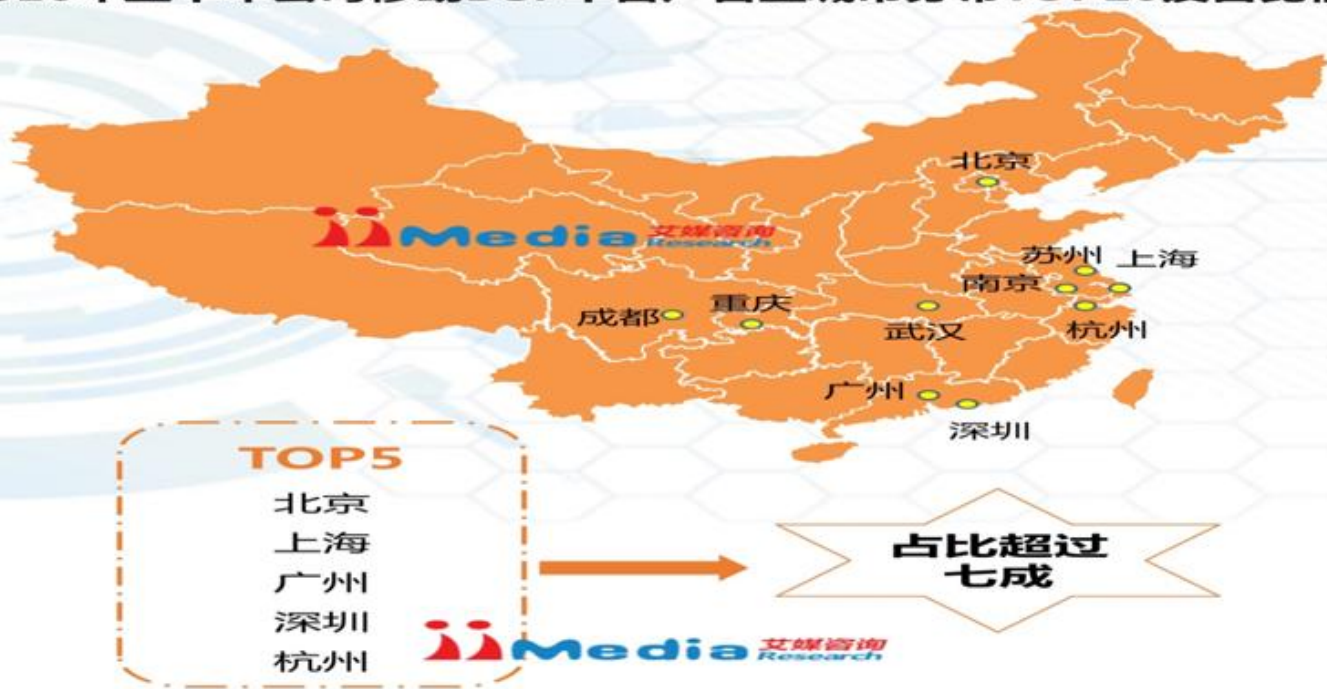 北京
iiMedia 艾媒咨询
Research
苏州 上海
南京
成都 重庆
武汉 杭州
广州
深圳
TOP5
北京
上海
广州
深圳
杭州
占比超过
七成
iiMedia 艾媒咨询
Research